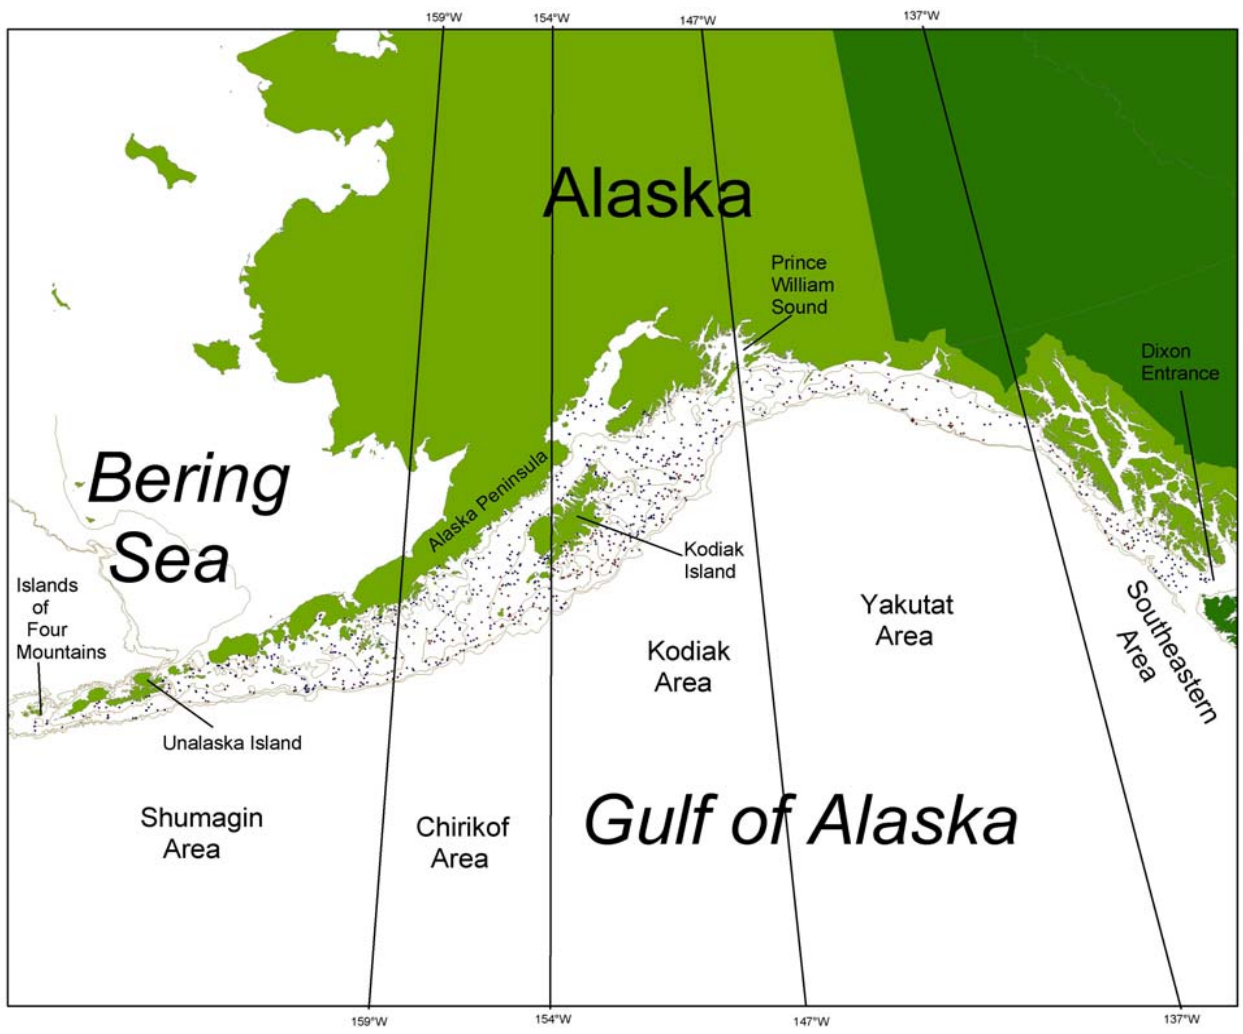 159°W
154°W
147°W
137°W
Alaska
Prince
William
Sound
Dixon
Entrance
Bering
Sea
Alaska Peninsula
Kodiak
Island
Islands
of
Four
Mountains
Unalaska Island
Yakutat
Area
Southeastern
Area
Kodiak
Area
Shumagin
Area
Chirikof
Area
Gulf of Alaska
159°W
154°W
147°W
137°W